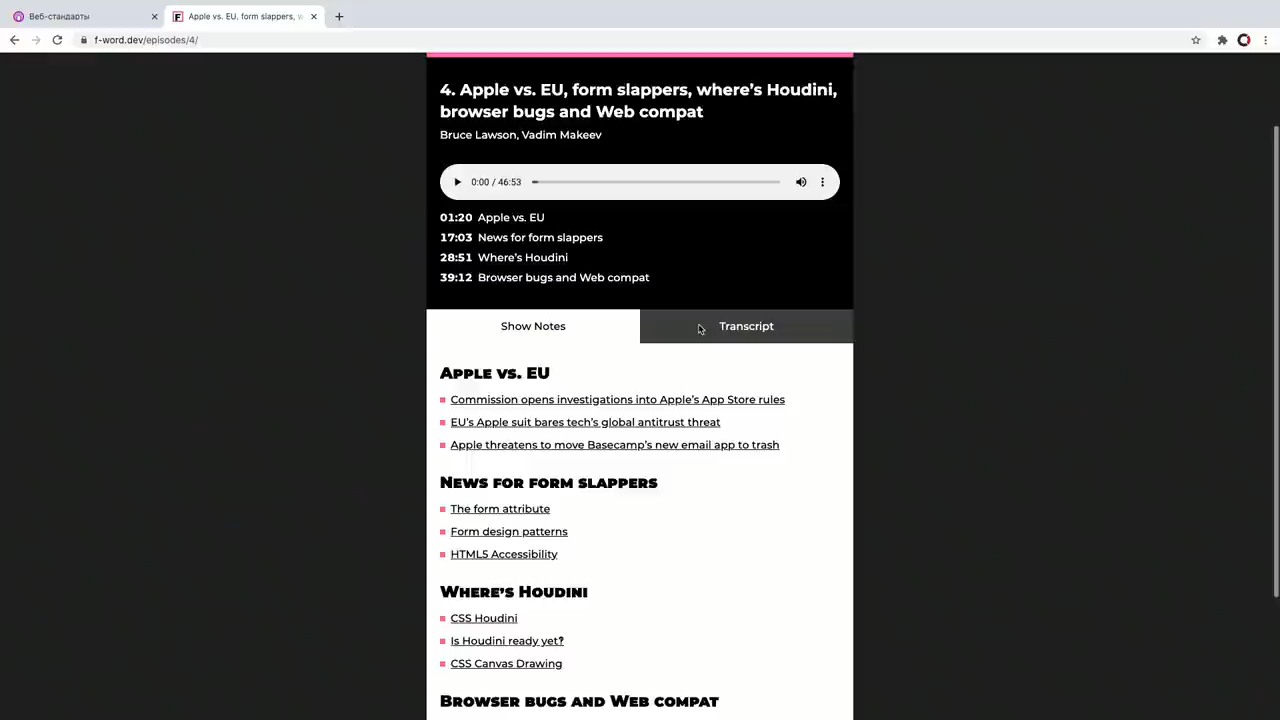 Веб-стандарты
Apple vs. EU, form slappers, w
f-word.dev/episodes/4/
4. Apple vs. EU, form slappers, where's Houdini,
browser bugs and Web compat
Bruce Lawson, Vadim Makeev
0:00 / 46:53
01:20 Apple vs. EU
17:03 News for form slappers
28:51 Where's Houdini
39:12 Browser bugs and Web compat
Show Notes
Transcript
Apple vs. EU
Commission opens investigations into Apple's App Store rules
EU's Apple suit bares tech's global antitrust threat
Apple threatens to move Basecamp's new email app to trash
News for form slappers
The form attribute
Form design patterns
HTML5 Accessibility
Where's Houdini
CSS Houdini
Is Houdini ready yet‽
CSS Canvas Drawing
Browser bugs and Web compat